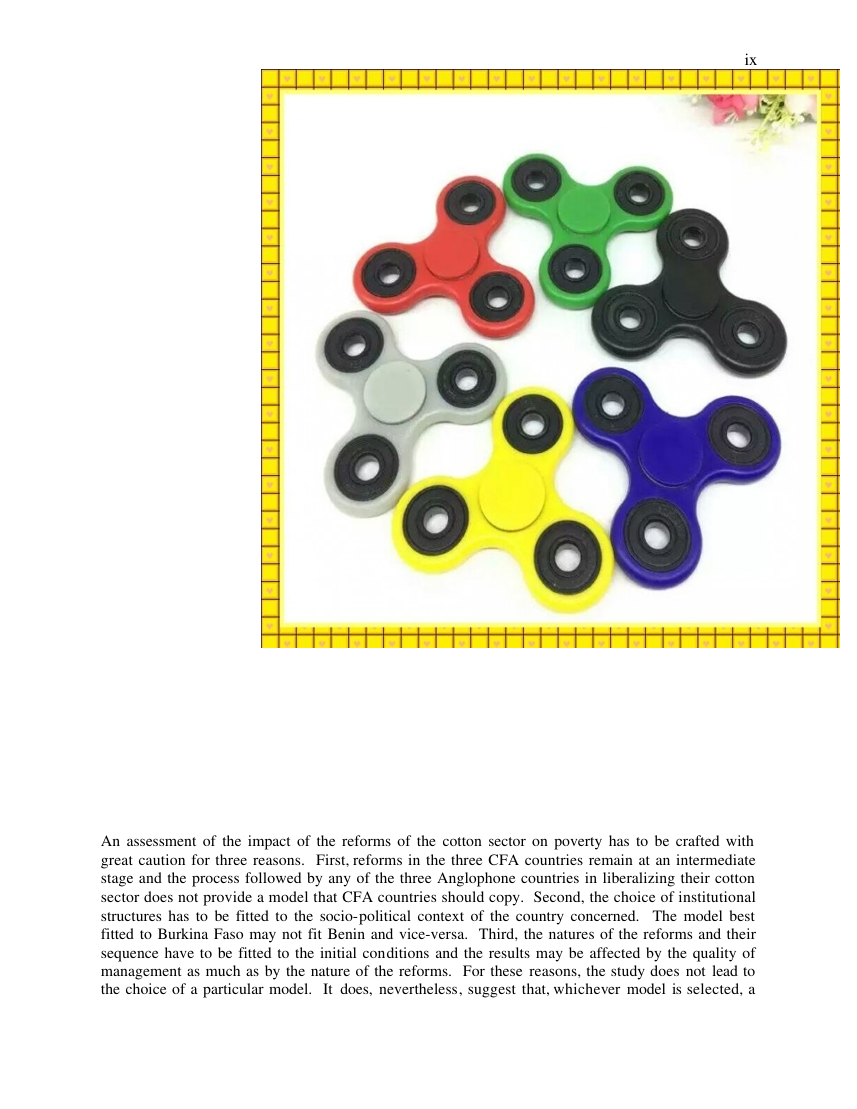 ix
An assessment of the impact of the reforms of the cotton sector on poverty has to be crafted with
great caution for three reasons. First, reforms in the three CFA countries remain at an intermediate
stage and the process followed by any of the three Anglophone countries in liberalizing their cotton
sector does not provide a model that CFA countries should copy. Second, the choice of institutional
structures has to be fitted to the socio-political context of the country concerned. The model best
fitted to Burkina Faso may not fit Benin and vice-versa. Third, the natures of the reforms and their
sequence have to be fitted to the initial conditions and the results may be affected by the quality of
management as much as by the nature of the reforms. For these reasons, the study does not lead to
the choice of a particular model. It does, nevertheless, suggest that, whichever model is selected, a